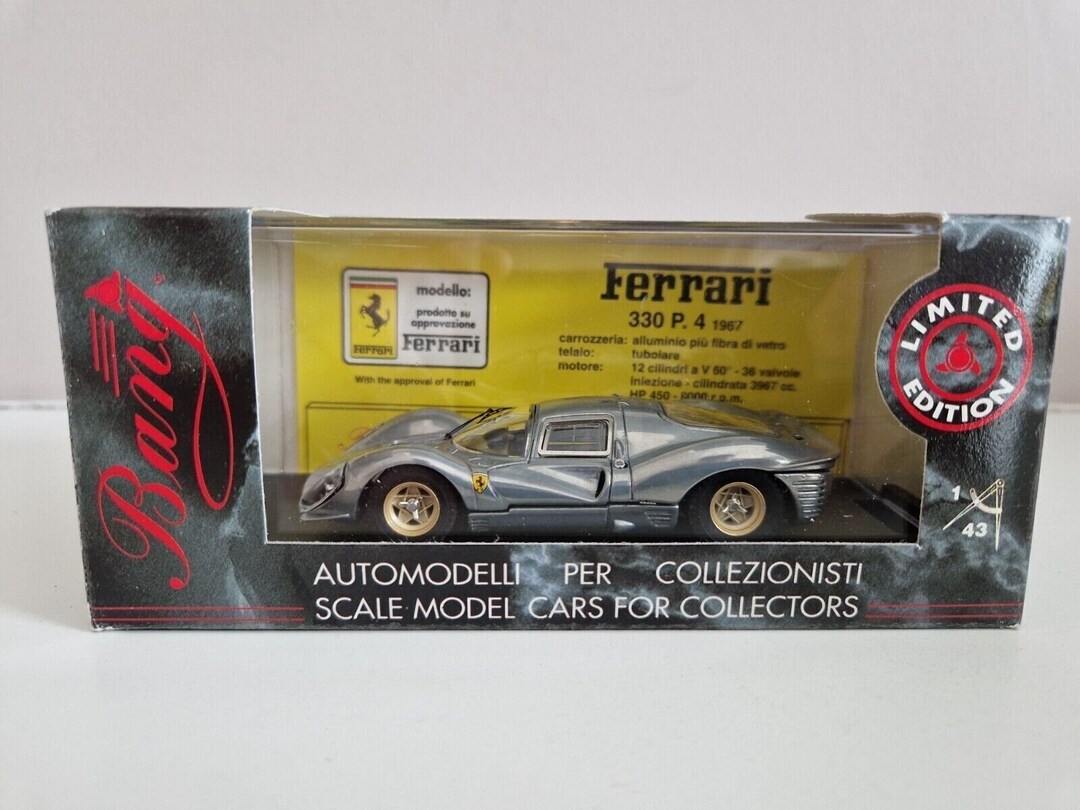 Bang®
modello:
prodotto su
approvazione
Ferrari
Ferrari
With the approval of Ferrari
Ferrari
330 P. 4 1967
carrozzeria: alluminio più fibra di vetro
telaio: tubolare
motore: 12 cilindri a V 60° - 36 valvole
Iniezione - cilindrata 3967 cc.
HP 450 - 8000 r.p.m.
LIMITED
EDITION
1
43
AUTOMODELLI PER COLLEZIONISTI
SCALE MODEL CARS FOR COLLECTORS